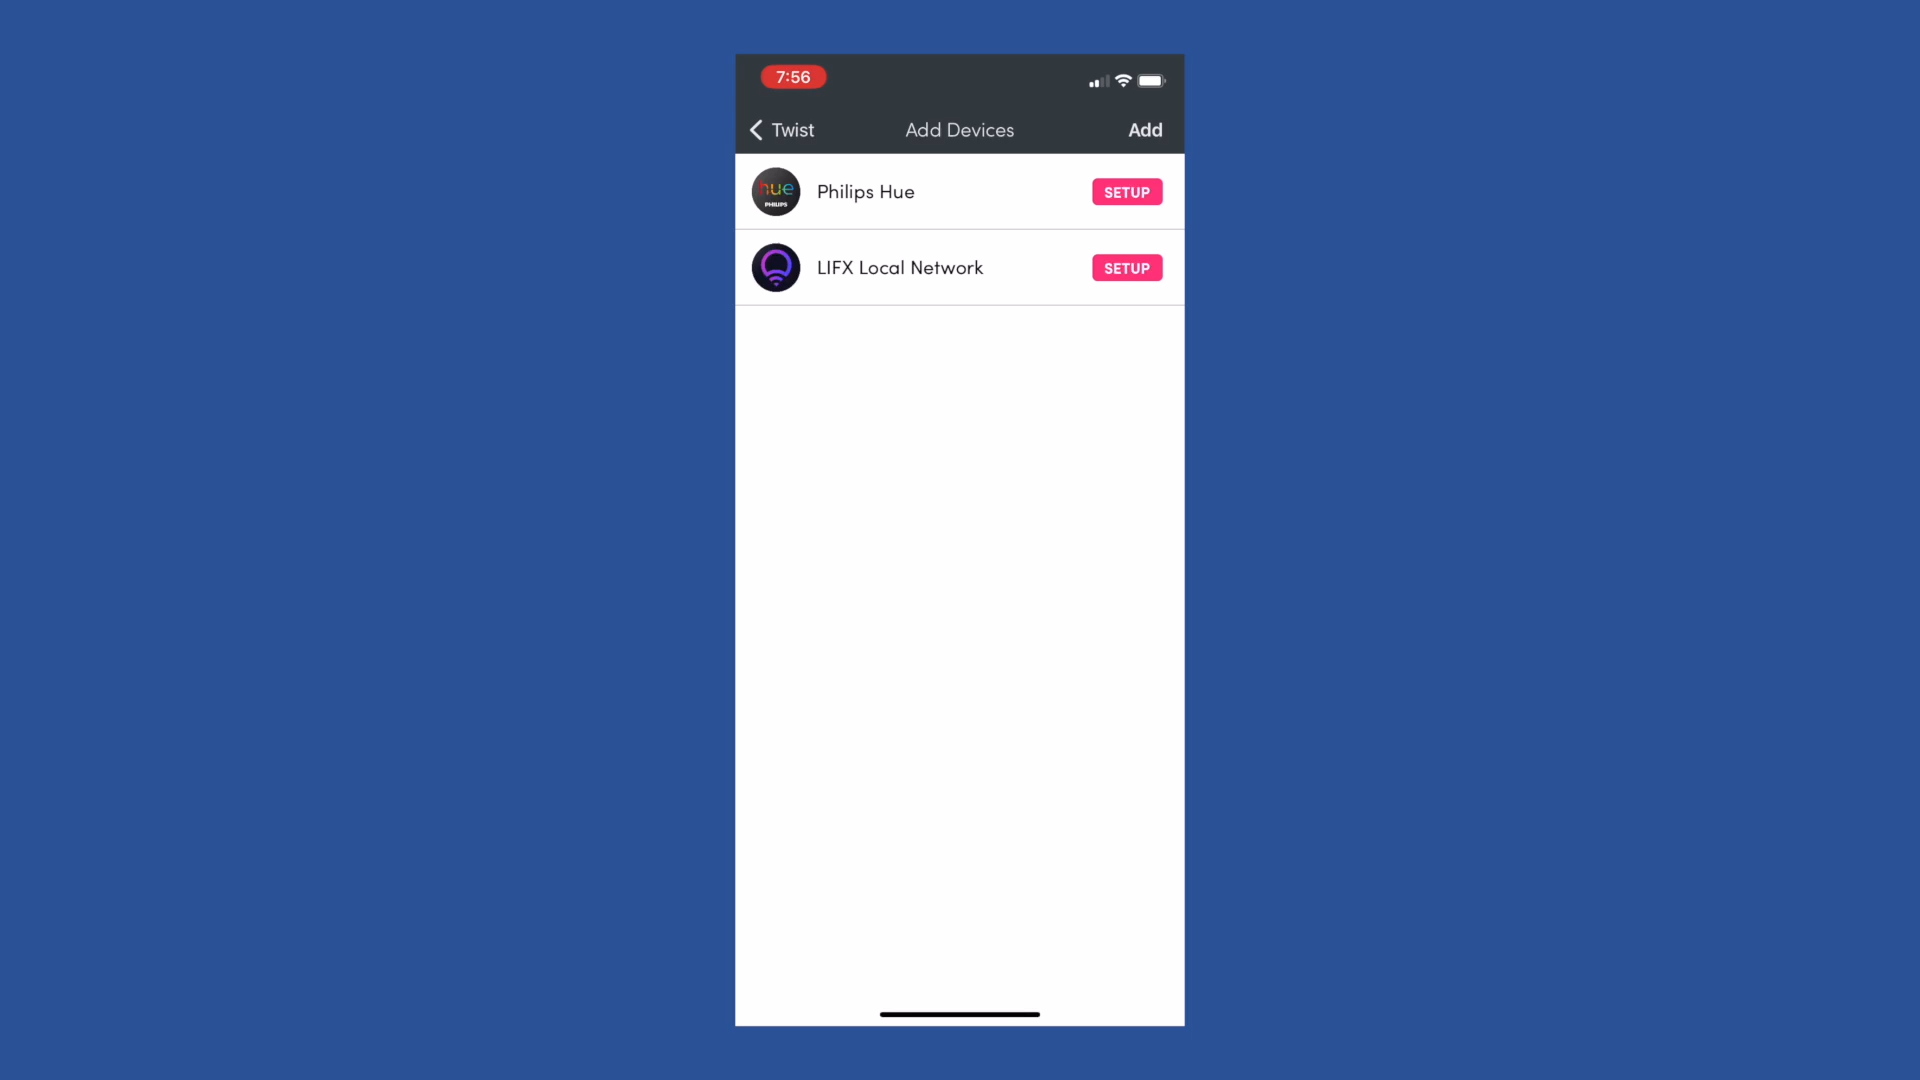 7:56
Twist
Add Devices
Add
hue
PHILIPS
Philips Hue
SETUP
LIFX Local Network
SETUP